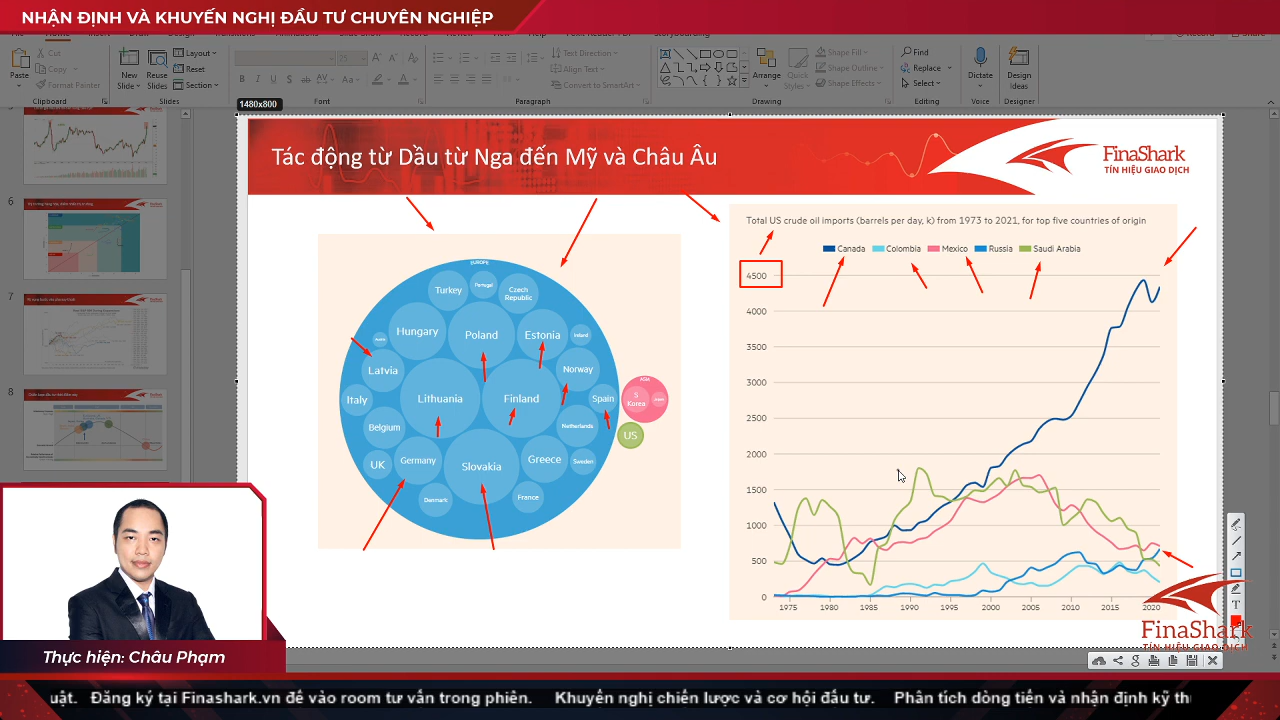 NHẬN ĐỊNH VÀ KHUYẾN NGHỊ ĐẦU TƯ CHUYÊN NGHIỆP
Cut
Copy
Format Painter
Paste
Clipboard
New Slide
Reuse Slides
Layout
Reset
Section
Slides
Font
Text Direction
Align Text
Convert to SmartArt
Paragraph
Arrange
Quick Styles
Shape Fill
Shape Outline
Shape Effects
Drawing
Find
Replace
Select
Editing
Dictate
Voice
Design Ideas
Designer
1480x800
6
7
8
Tác động từ Dầu từ Nga đến Mỹ và Châu Âu
FinaShark
TÍN HIỆU GIAO DỊCH
EUROPE
Turkey
Portugal
Czech Republic
Hungary
Poland
Estonia
Ireland
Latvia
Norway
Italy
Lithuania
Finland
Spain
Belgium
Netherlands
UK
Germany
Slovakia
Greece
Sweden
Denmark
France
ASIA
S Korea
Japan
US
Total US crude oil imports (barrels per day, k) from 1973 to 2021, for top five countries of origin
Canada Colombia Mexico Russia Saudi Arabia
4500
4000
3500
3000
2500
2000
1500
1000
500
0
1975 1980 1985 1990 1995 2000 2005 2010 2015 2020
FinaShark
TÍN HIỆU GIAO DỊCH
Thực hiện: Châu Phạm
uật. Đăng ký tại Finashark.vn để vào room tư vấn trong phiên. Khuyến nghị chiến lược và cơ hội đầu tư. Phân tích dòng tiền và nhận định kỹ thu